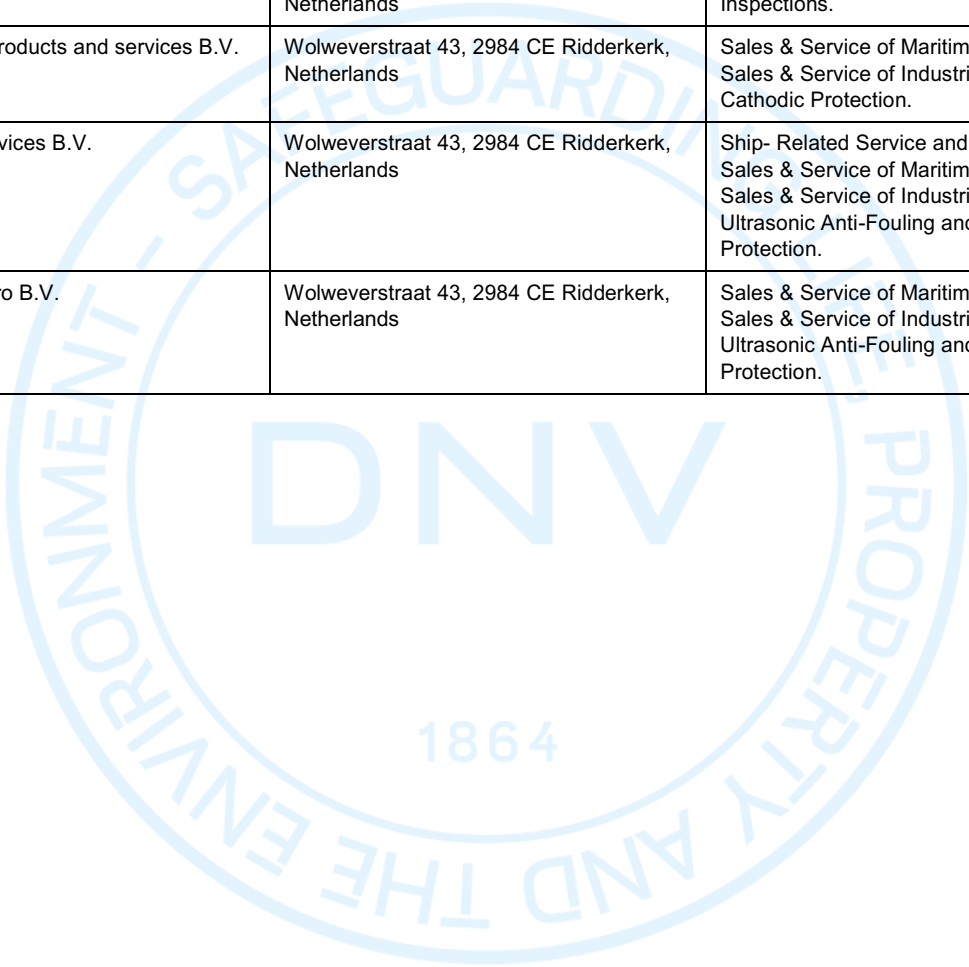 Netherlands
Inspections.
roducts and services B.V.
Wolweverstraat 43, 2984 CE Ridderkerk,
Netherlands
Sales & Service of Maritim
Sales & Service of Industri
Cathodic Protection.
vices B.V.
Wolweverstraat 43, 2984 CE Ridderkerk,
Netherlands
Ship- Related Service and
Sales & Service of Maritim
Sales & Service of Industri
Ultrasonic Anti-Fouling and
Protection.
ro B.V.
Wolweverstraat 43, 2984 CE Ridderkerk,
Netherlands
Sales & Service of Maritim
Sales & Service of Industri
Ultrasonic Anti-Fouling and
Protection.
SAFEGUARDING LIFE, PROPERTY AND THE ENVIRONMENT –
DNV
1864